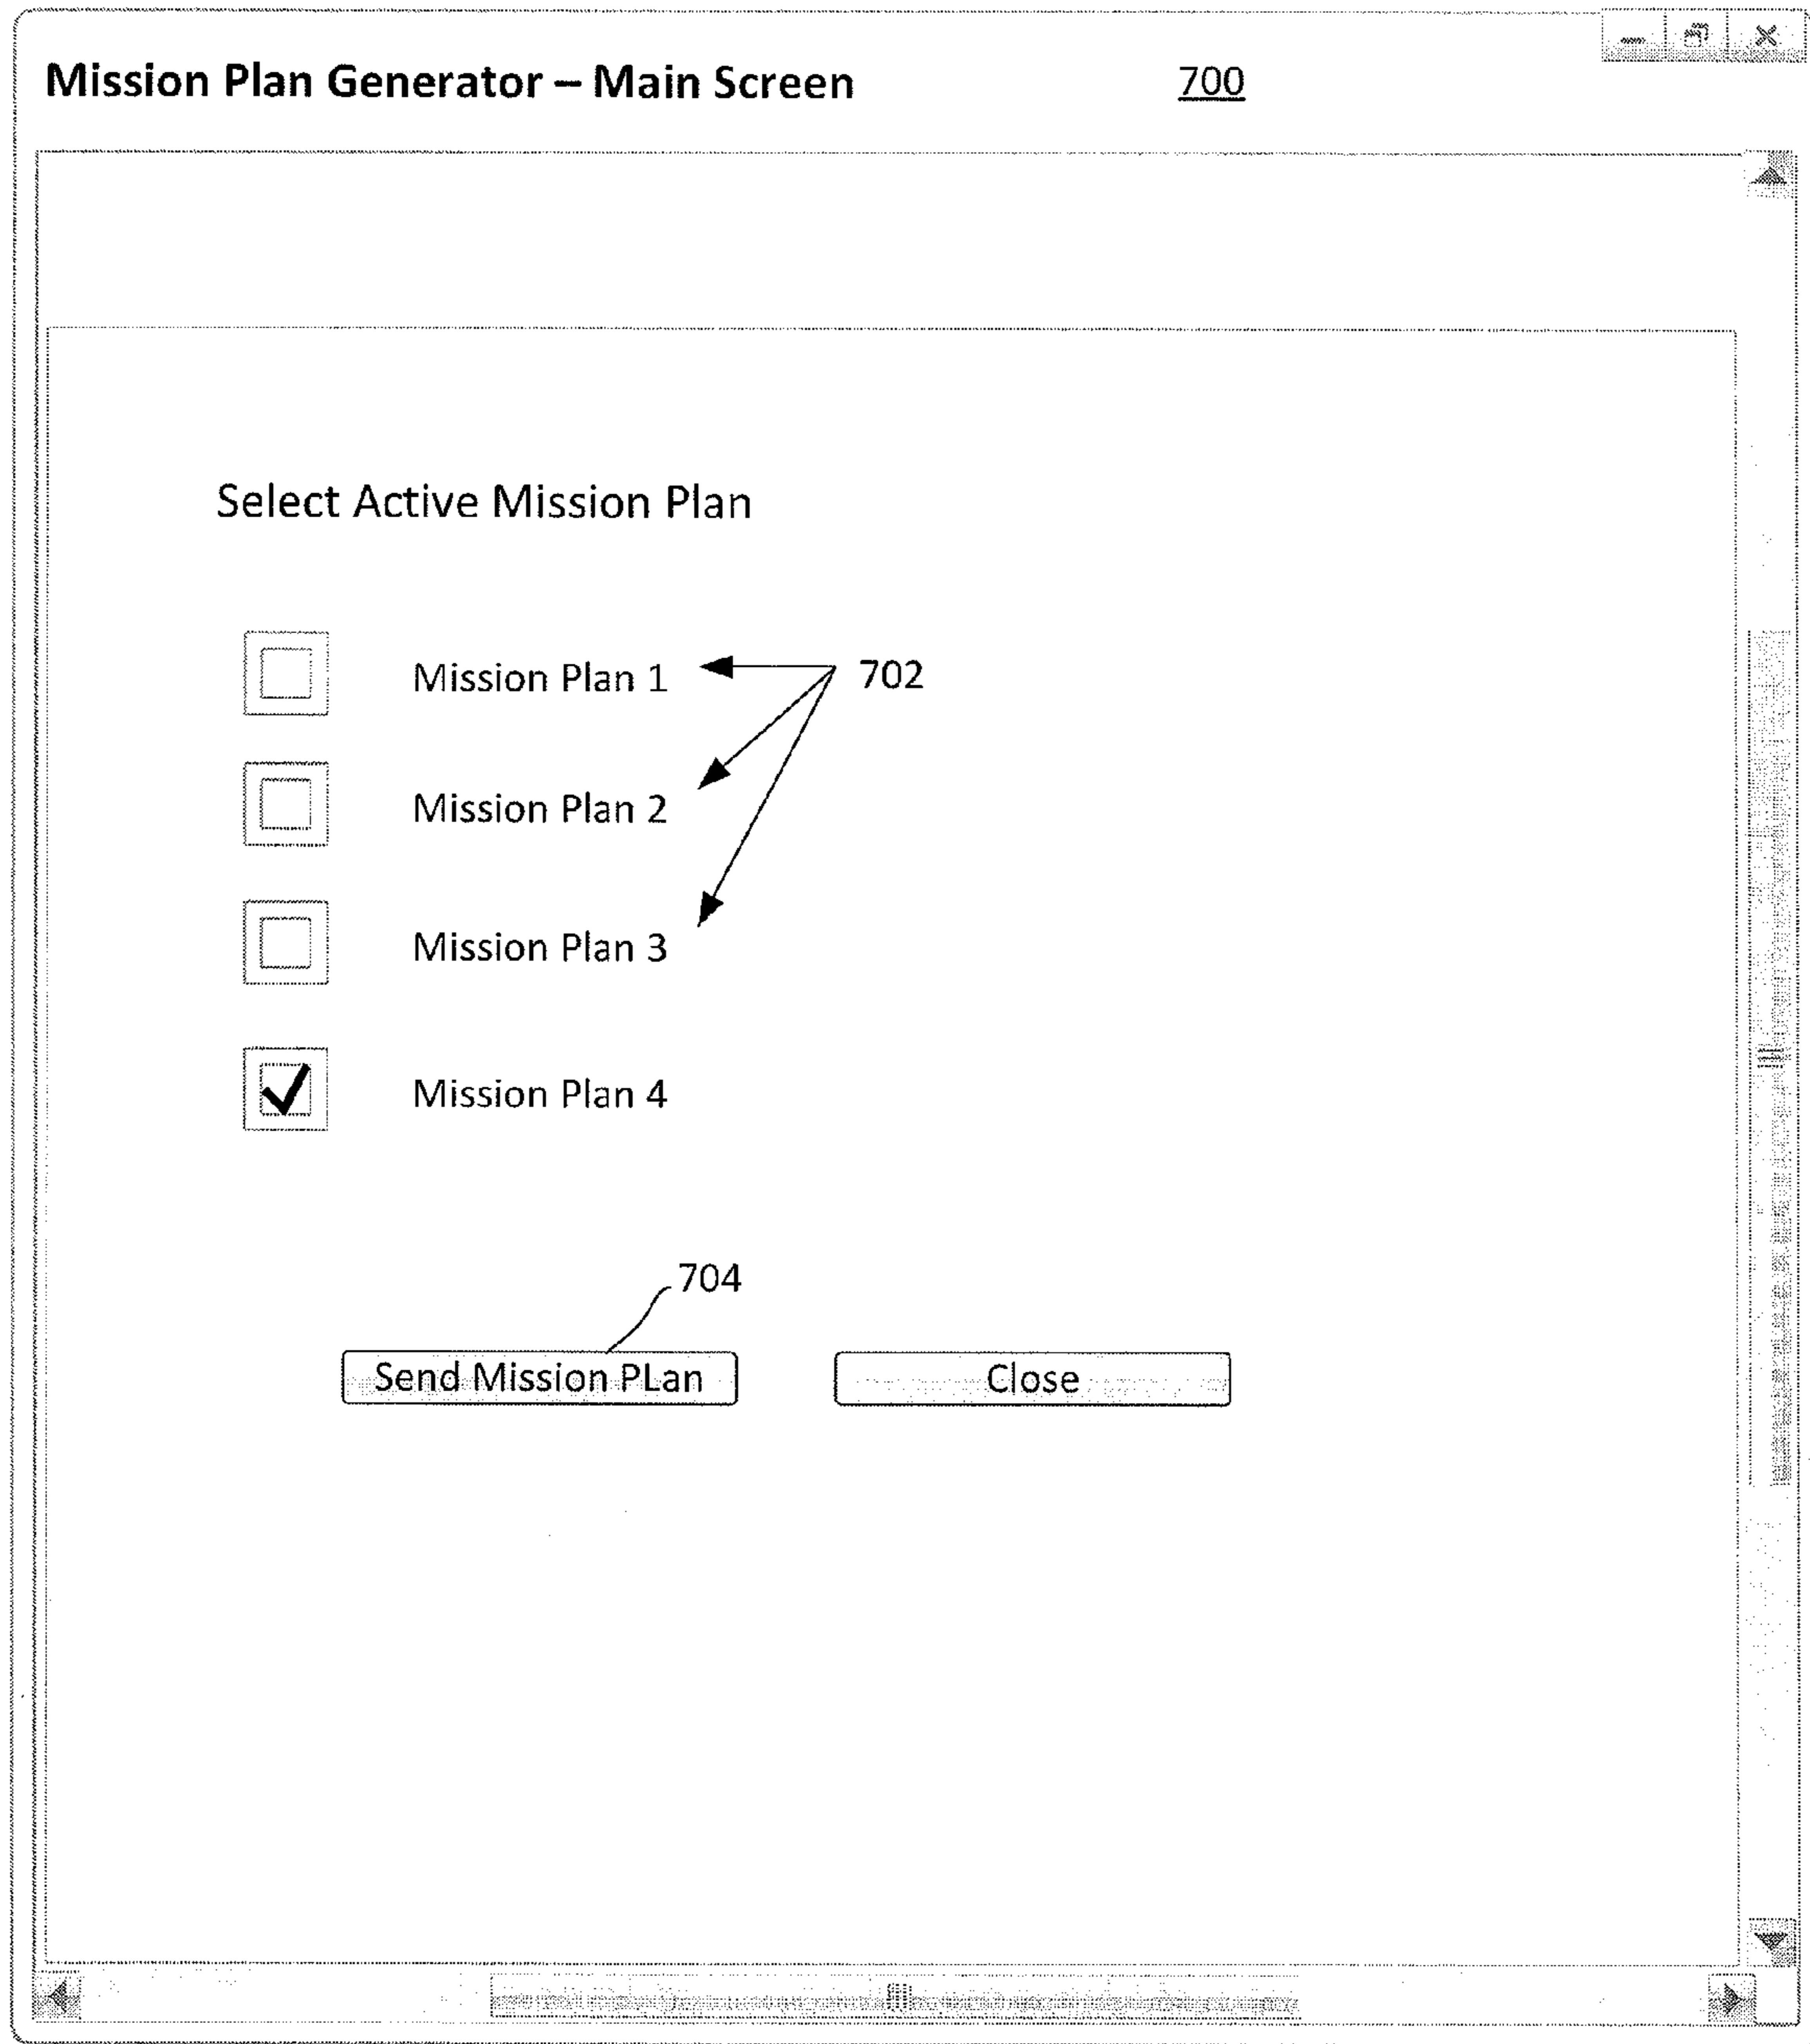 Mission Plan Generator – Main Screen 700
Select Active Mission Plan
Mission Plan 1 702
Mission Plan 2
Mission Plan 3
Mission Plan 4
704
Send Mission PLan Close